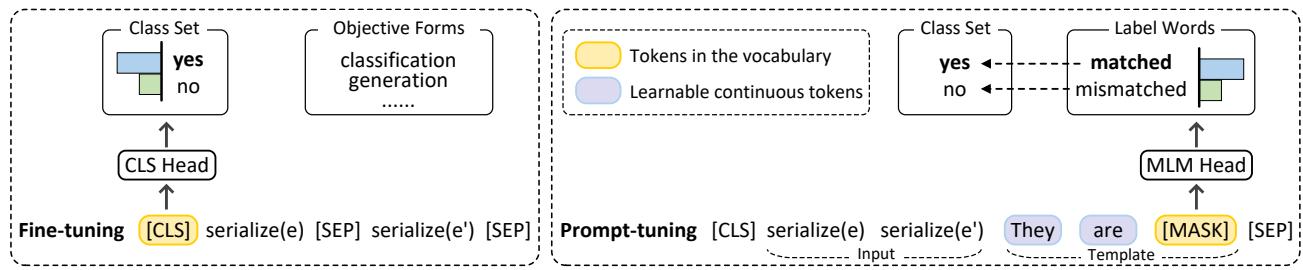 Class Set
yes
no
Objective Forms
classification
generation
......
CLS Head
Fine-tuning [CLS] serialize(e) [SEP] serialize(e') [SEP]
Tokens in the vocabulary
Learnable continuous tokens
Class Set
yes
no
Label Words
matched
mismatched
MLM Head
Prompt-tuning [CLS] serialize(e) serialize(e') They are [MASK] [SEP]
Input
Template